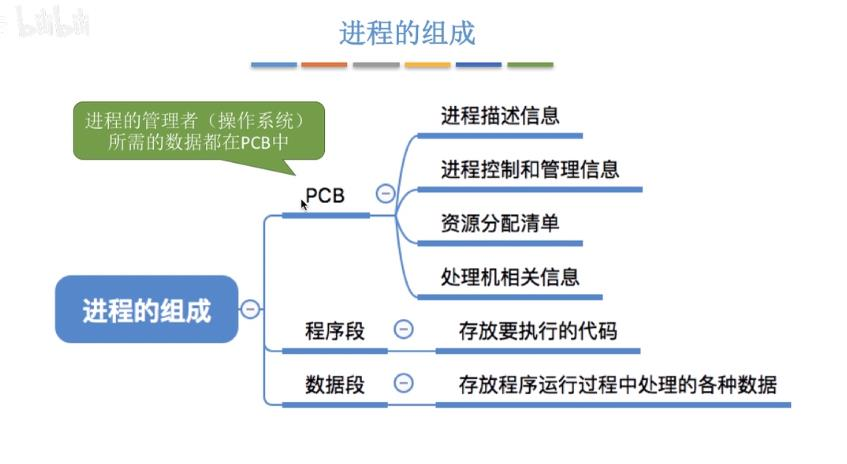 bilibili
进程的组成
进程的管理者（操作系统）
所需的数据都在PCB中
进程描述信息
进程控制和管理信息
PCB
资源分配清单
处理机相关信息
进程的组成
程序段
存放要执行的代码
数据段
存放程序运行过程中处理的各种数据